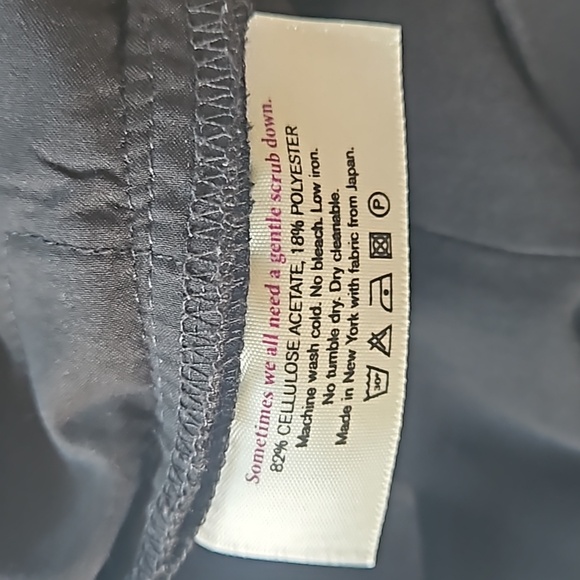 Sometimes we all need a gentle scrub down.
82% CELLULOSE ACETATE, 18% POLYESTER
Machine wash cold. No bleach. Low iron.
No tumble dry. Dry cleanable.
Made in New York with fabric from Japan.
30° P